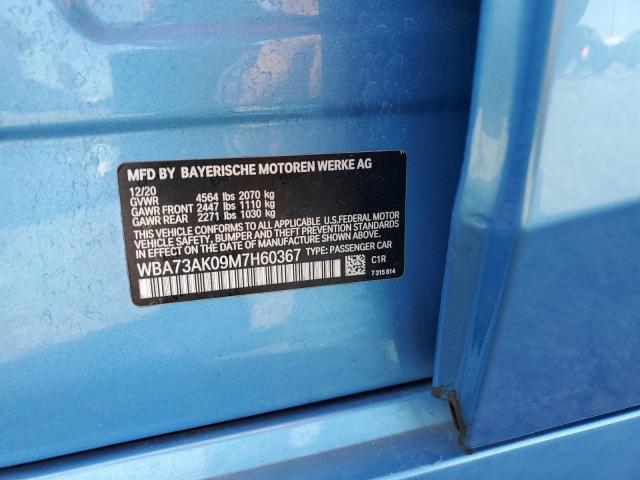 MFD BY BAYERISCHE MOTOREN WERKE AG
12/20
GVWR 4564 lbs 2070 kg
GAWR FRONT 2447 lbs 1110 kg
GAWR REAR 2271 lbs 1030 kg
THIS VEHICLE CONFORMS TO ALL APPLICABLE U.S.FEDERAL MOTOR
VEHICLE SAFETY, BUMPER, AND THEFT PREVENTION STANDARDS
IN EFFECT ON THE DATE OF MANUFACTURE SHOWN ABOVE.
WBA73AK09M7H60367 TYPE: PASSENGER CAR
C1R
7 315 814